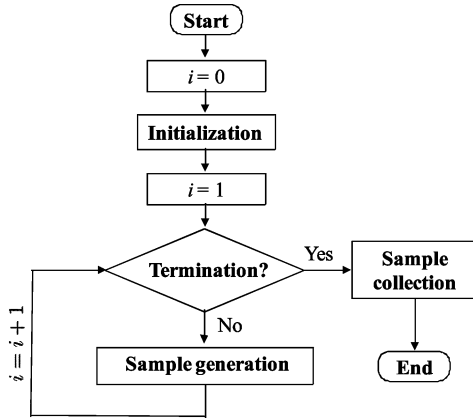 Start
i = 0
Initialization
i = 1
Termination?
Yes
Sample
collection
No
Sample generation
End
i = i + 1